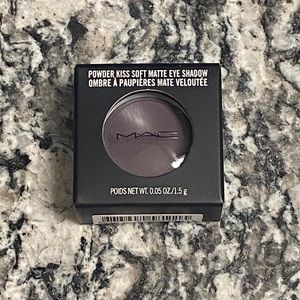 POWDER KISS SOFT MATTE EYE SHADOW
OMBRE À PAUPIÈRES MATE VELOUTÉE
MAC
POIDS NET WT. 0.05 OZ./1.5 g